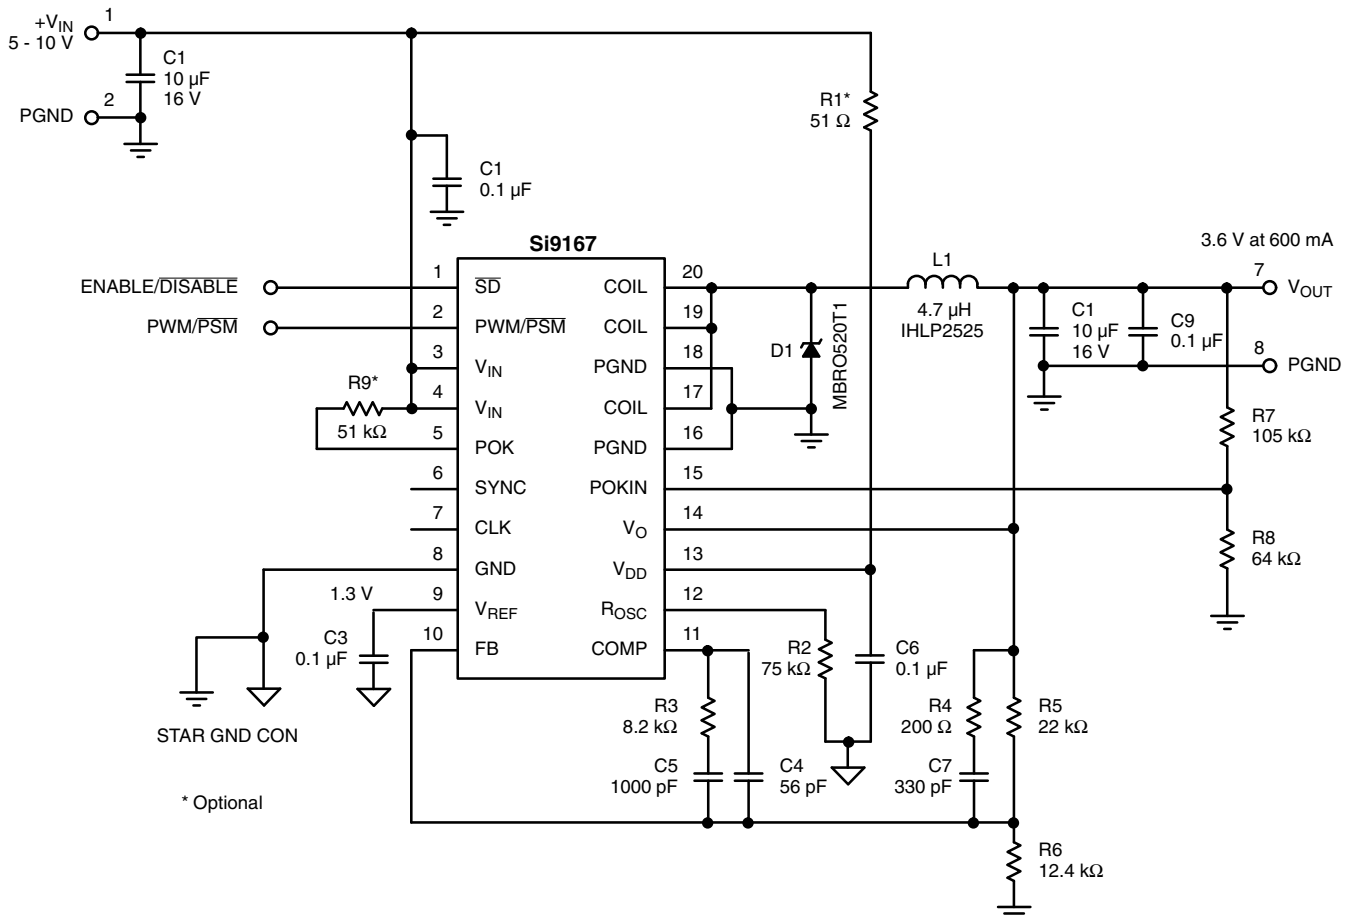 +VIN
5 - 10 V
1
C1
10 µF
16 V
2
PGND
R1*
51 Ω
C1
0.1 µF
Si9167
3.6 V at 600 mA
ENABLE/DISABLE
1
SD
COIL
20
L1
4.7 µH
IHLP2525
7
VOUT
PWM/PSM
2
PWM/PSM
COIL
19
D1
MBRO520T1
C1
10 µF
16 V
C9
0.1 µF
3
VIN
PGND
18
8
PGND
R9*
51 kΩ
4
VIN
COIL
17
5
POK
PGND
16
R7
105 kΩ
6
SYNC
POKIN
15
7
CLK
VO
14
R8
64 kΩ
8
GND
VDD
13
1.3 V
9
VREF
ROSC
12
C3
0.1 µF
10
FB
COMP
11
R2
75 kΩ
C6
0.1 µF
STAR GND CON
R3
8.2 kΩ
R4
200 Ω
R5
22 kΩ
C5
1000 pF
C4
56 pF
C7
330 pF
* Optional
R6
12.4 kΩ